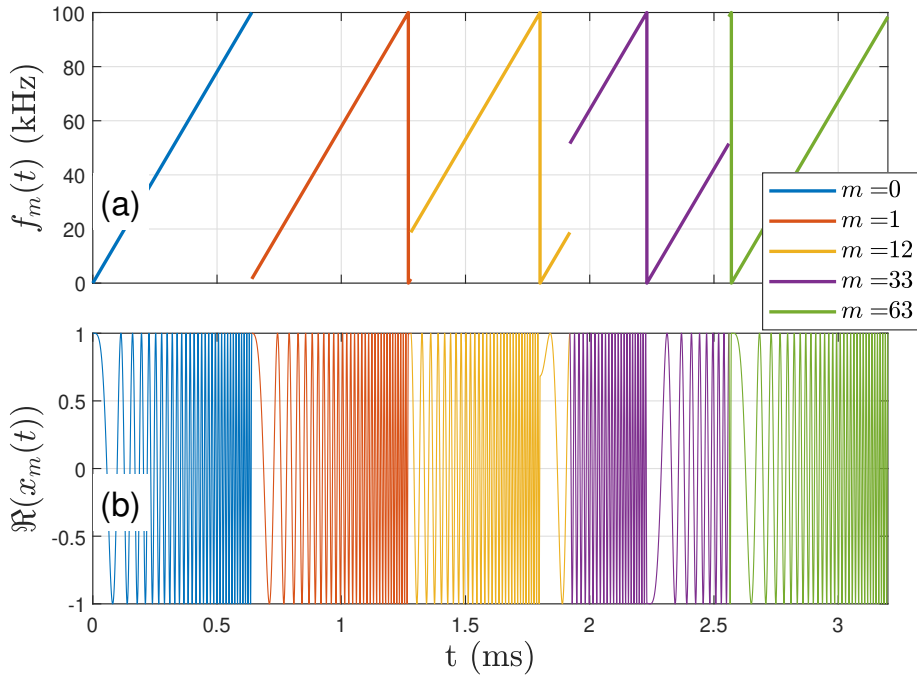 100
80
60
40
20
0
f_m(t) (kHz)
(a)
m =0
m =1
m =12
m =33
m =63
1
0.5
0
-0.5
-1
ℜ(x_m(t))
(b)
0 0.5 1 1.5 2 2.5 3
t (ms)